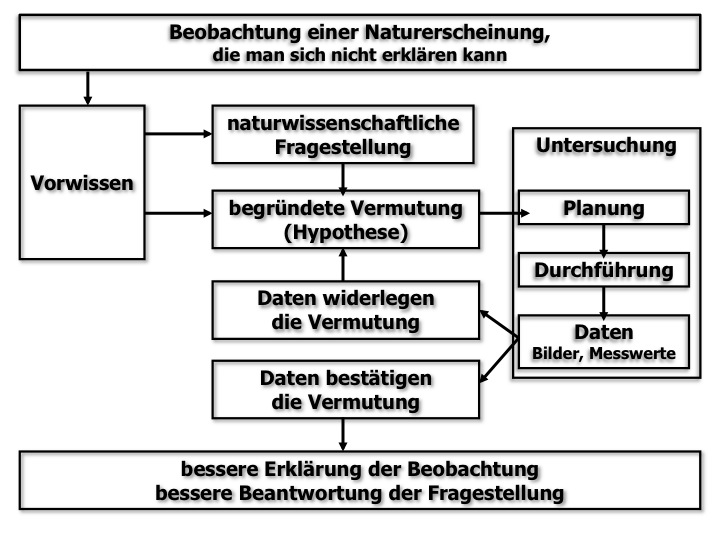 Beobachtung einer Naturerscheinung,
die man sich nicht erklären kann
Vorwissen
naturwissenschaftliche
Fragestellung
begründete Vermutung
(Hypothese)
Untersuchung
Planung
Durchführung
Daten
Bilder, Messwerte
Daten widerlegen
die Vermutung
Daten bestätigen
die Vermutung
bessere Erklärung der Beobachtung
bessere Beantwortung der Fragestellung